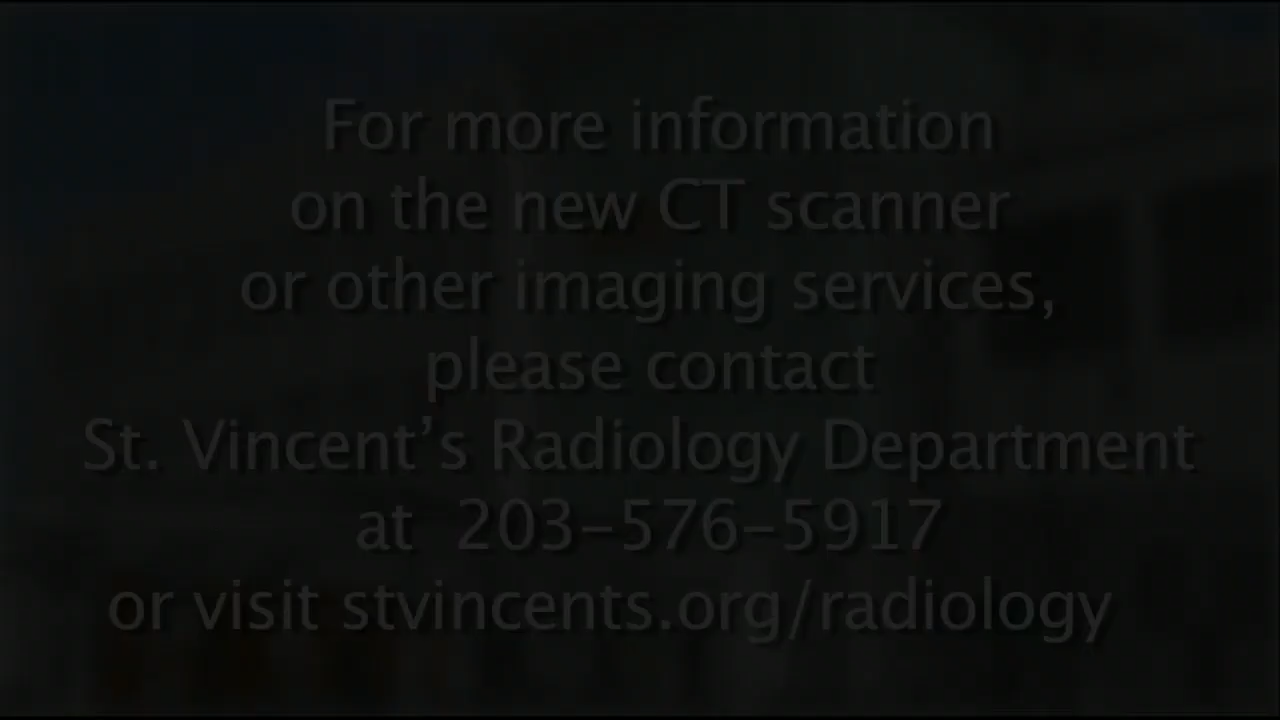 For more information
on the new CT scanner
or other imaging services,
please contact
St. Vincent’s Radiology Department
at 203-576-5917
or visit stvincents.org/radiology